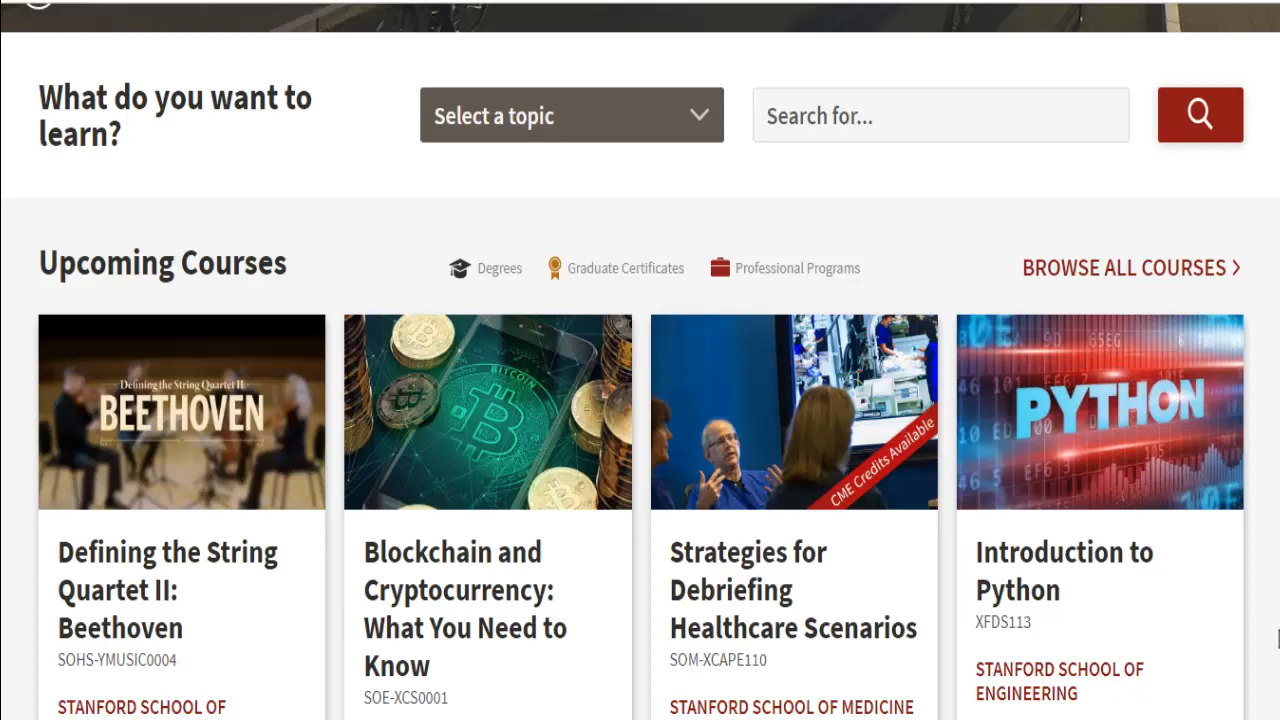 What do you want to
learn?
Select a topic
Search for...
Upcoming Courses
Degrees
Graduate Certificates
Professional Programs
BROWSE ALL COURSES
Defining the String Quartet II
BEETHOVEN
BITCOIN
CME Credits Available
65EG
PYTHON
Defining the String
Quartet II:
Beethoven
SOHS-YMUSIC0004
STANFORD SCHOOL OF
Blockchain and
Cryptocurrency:
What You Need to
Know
SOE-XCS0001
Strategies for
Debriefing
Healthcare Scenarios
SOM-XCAPE110
STANFORD SCHOOL OF MEDICINE
Introduction to
Python
XFDS113
STANFORD SCHOOL OF
ENGINEERING